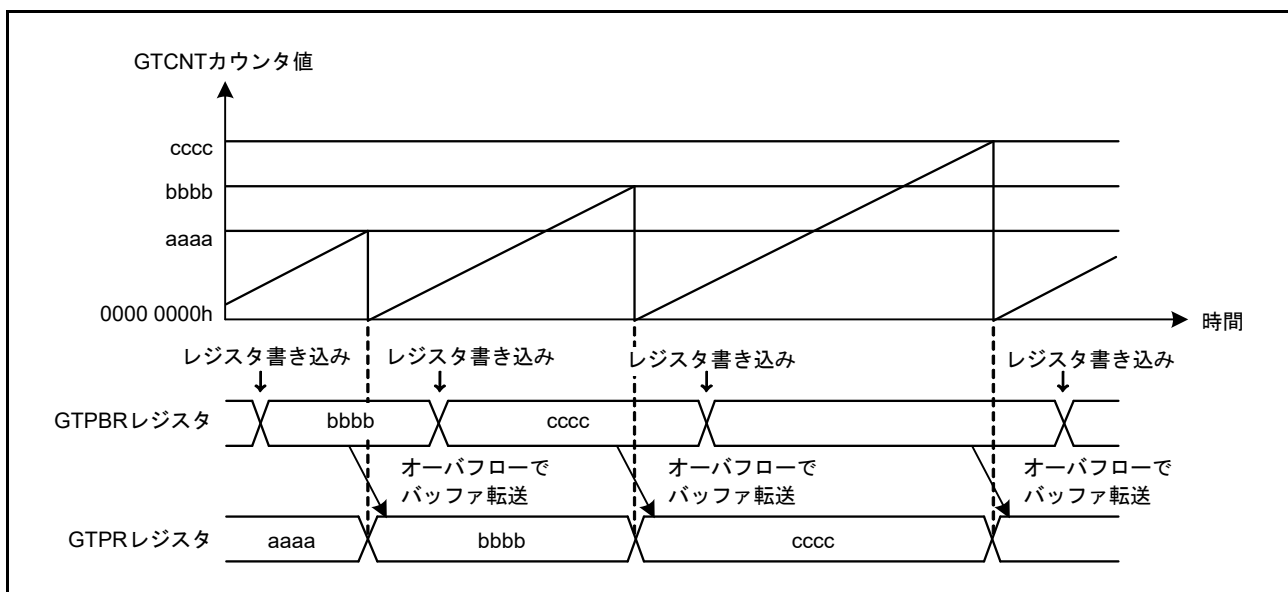 GTCNTカウンタ値
cccc
bbbb
aaaa
0000 0000h
時間
レジスタ書き込み
レジスタ書き込み
レジスタ書き込み
レジスタ書き込み
GTPBRレジスタ
bbbb
cccc
オーバフローで
バッファ転送
オーバフローで
バッファ転送
オーバフローで
バッファ転送
GTPRレジスタ
aaaa
bbbb
cccc